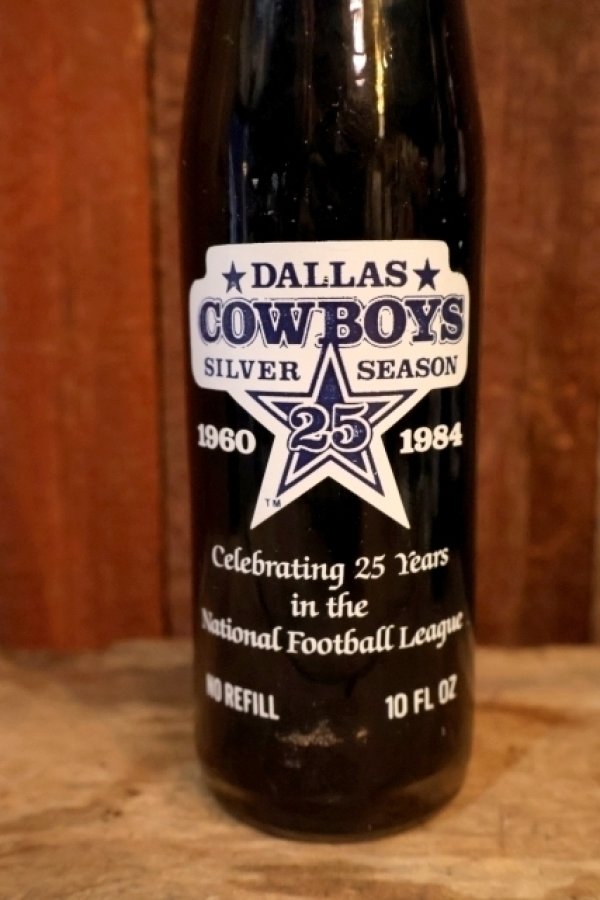 DALLAS
COWBOYS
SILVER SEASON
25
1960 1984
TM
Celebrating 25 Years
in the
National Football League
NO REFILL 10 FL OZ